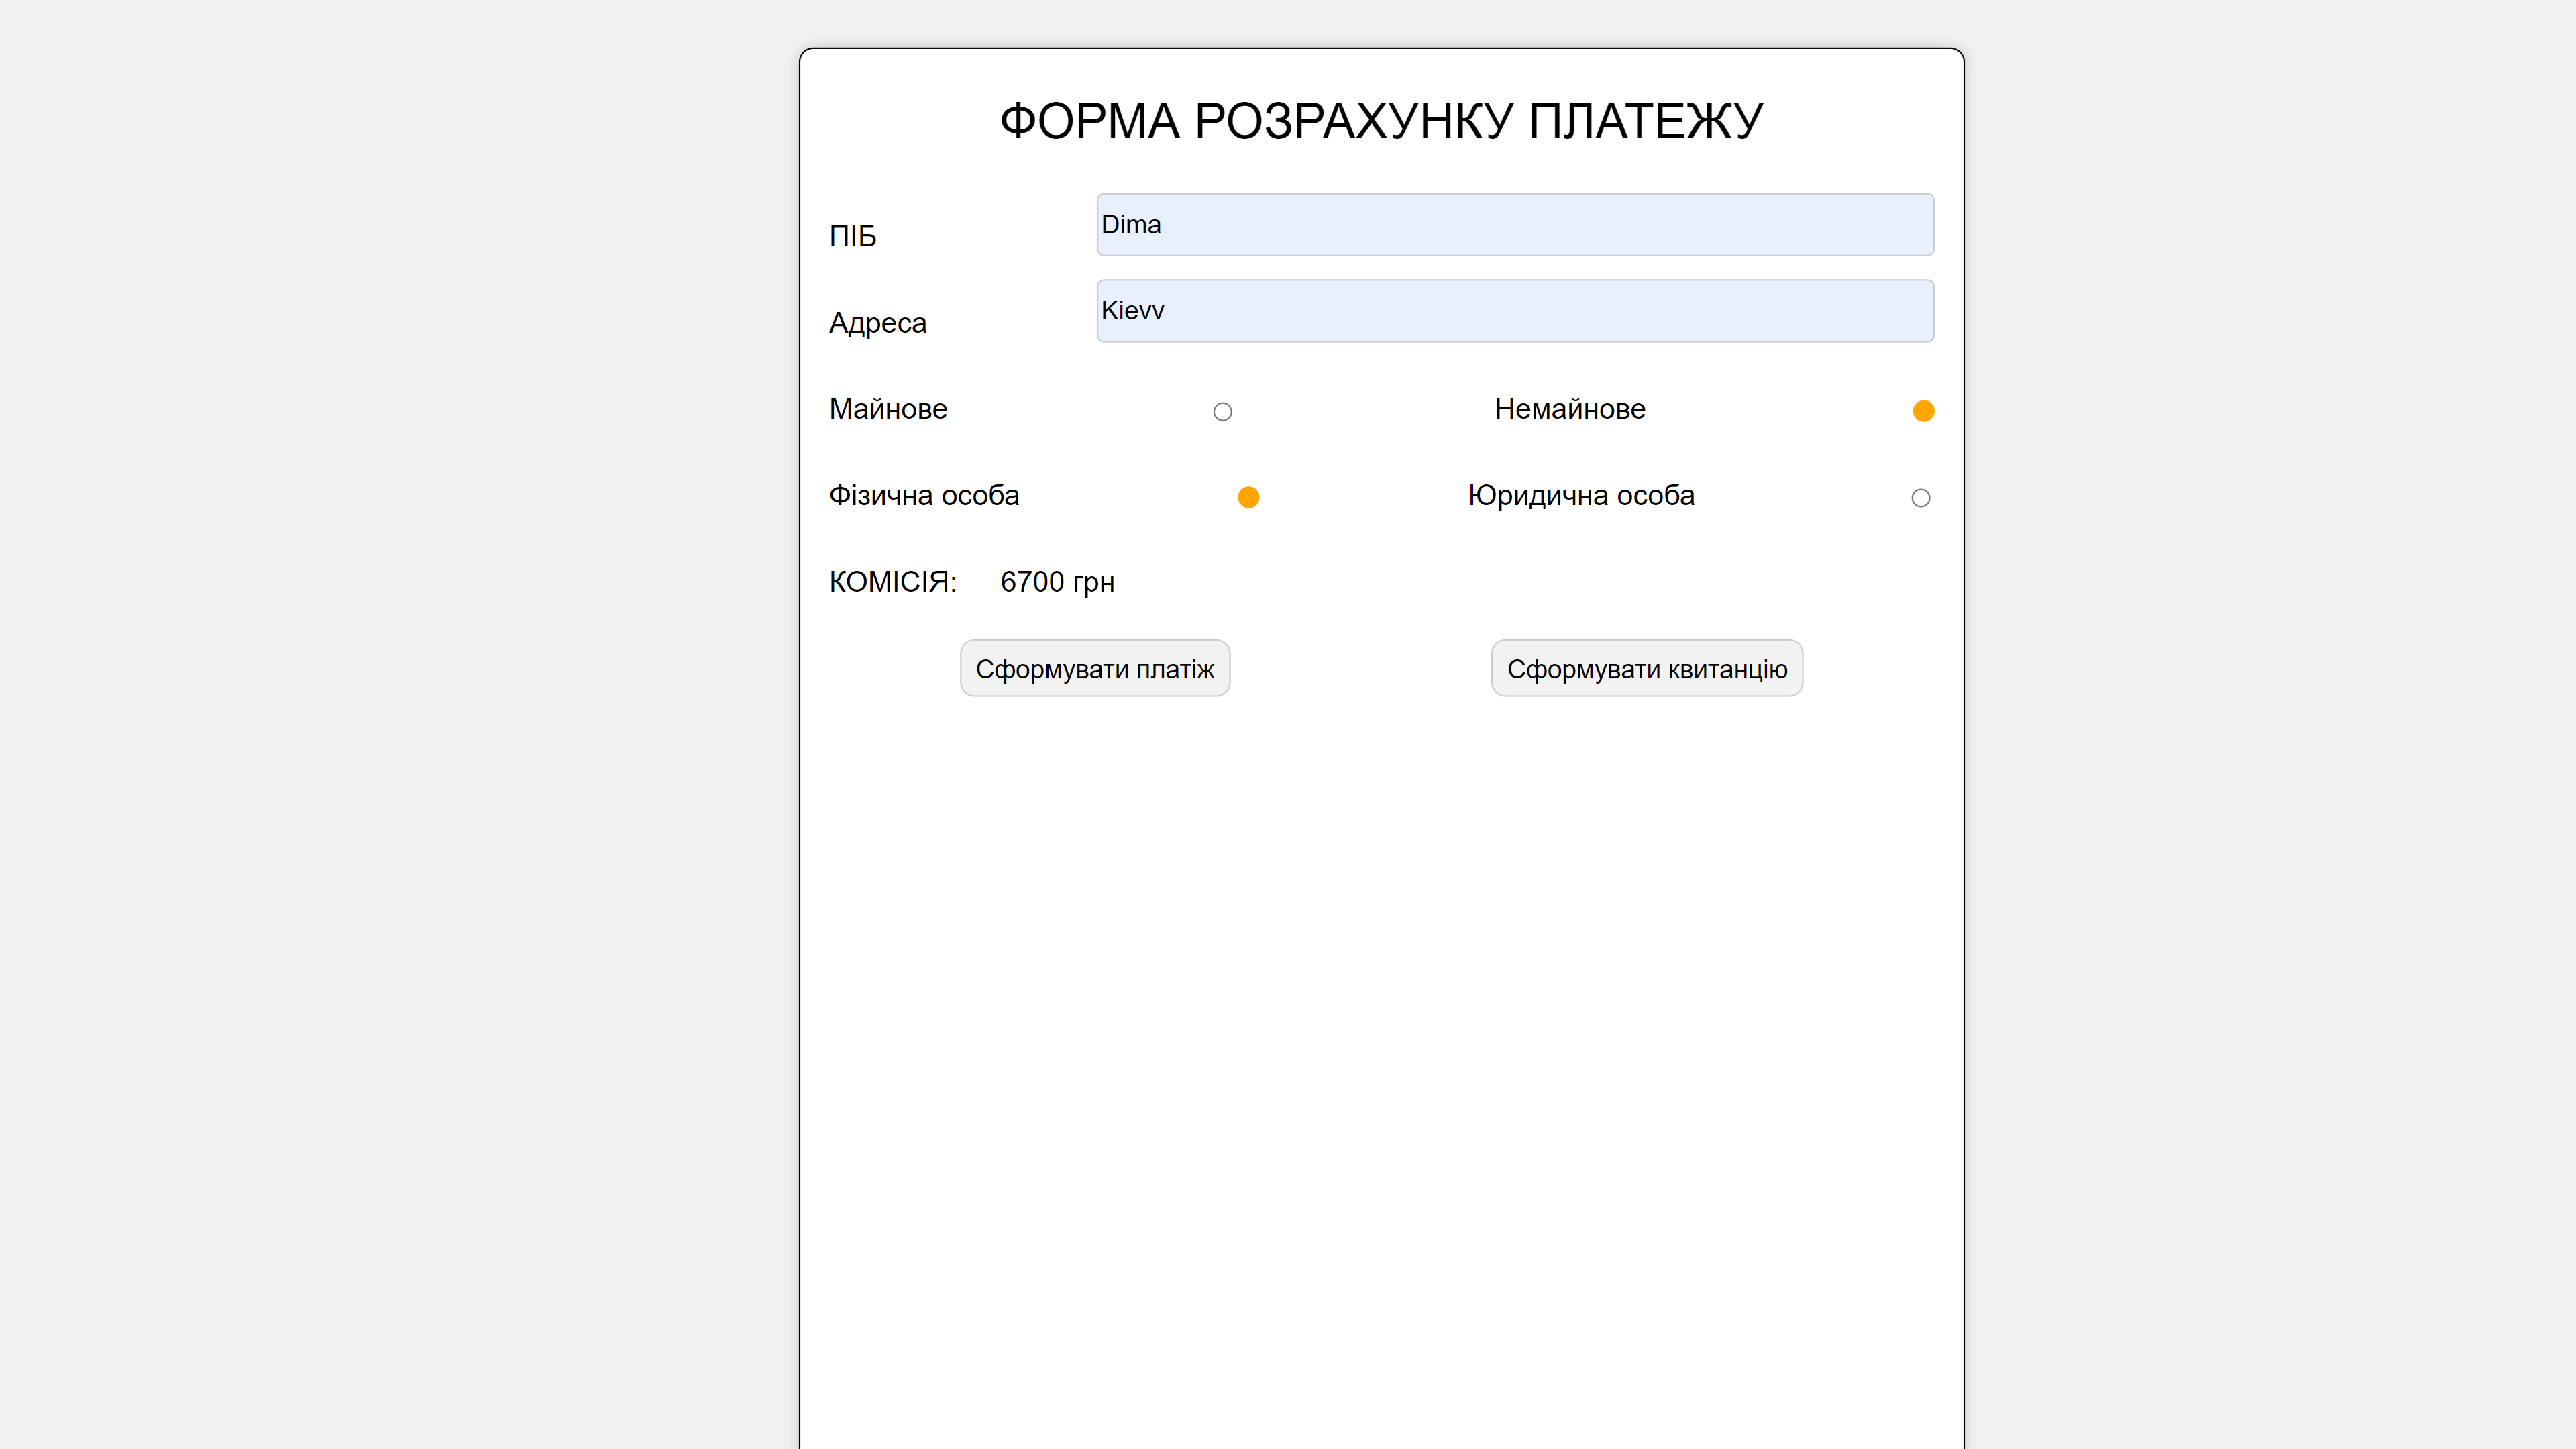 ФОРМА РОЗРАХУНКУ ПЛАТЕЖУ
ПІБ Dima
Адреса Kievv
Майнове Немайнове
Фізична особа Юридична особа
КОМІСІЯ: 6700 грн
Сформувати платіж Сформувати квитанцію